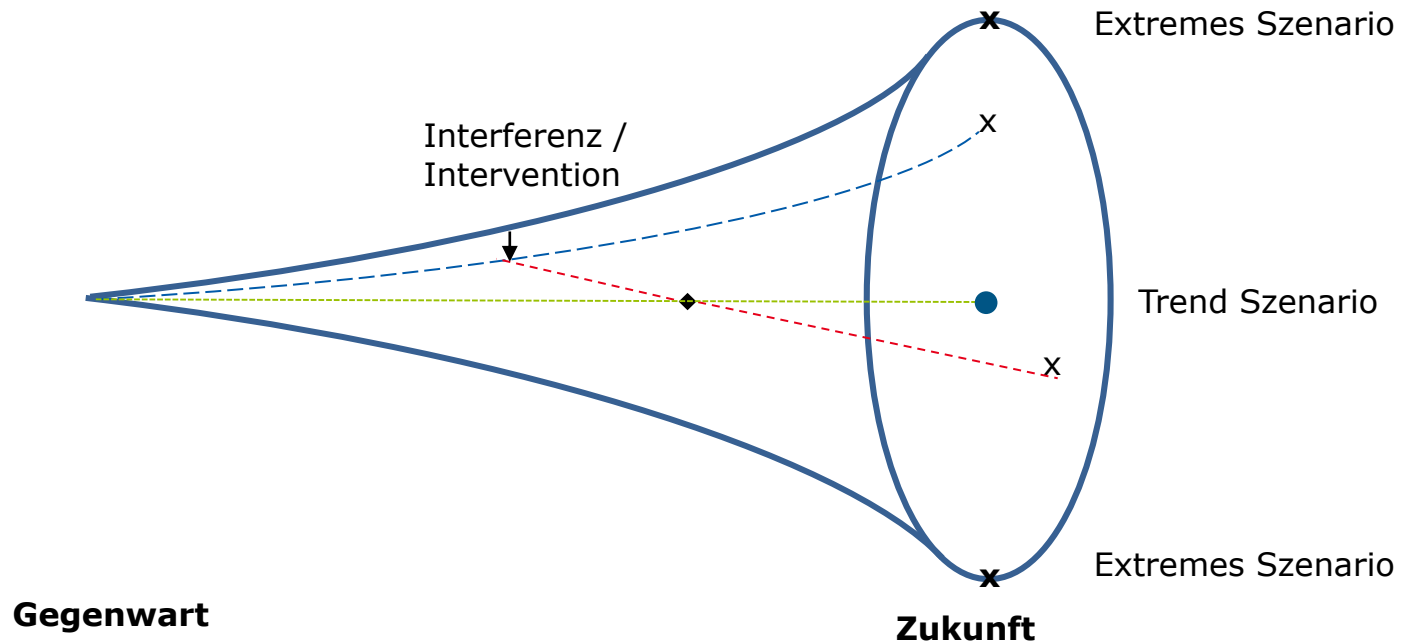 Extremes Szenario
Interferenz /
Intervention
Trend Szenario
Extremes Szenario
Gegenwart
Zukunft
x
x
x
x